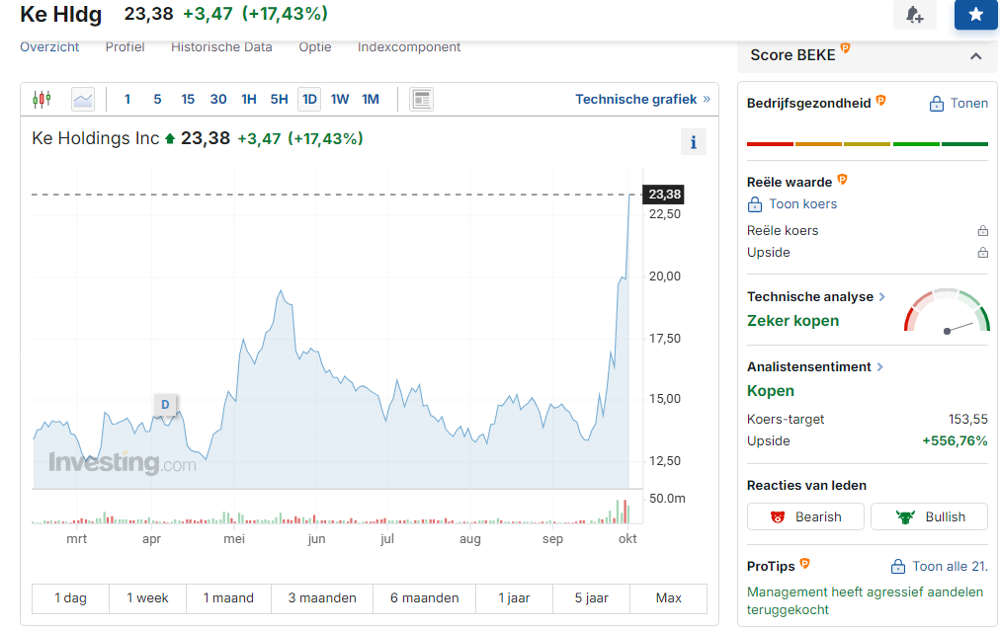 Ke Hldg 23,38 +3,47 (+17,43%)
Overzicht Profiel Historische Data Optie Indexcomponent
1 5 15 30 1H 5H 1D 1W 1M Technische grafiek »
Ke Holdings Inc 23,38 +3,47 (+17,43%)
i
23,38
22,50
20,00
17,50
15,00
12,50
50.0m
D
Investing.com
mrt apr mei jun jul aug sep okt
1 dag 1 week 1 maand 3 maanden 6 maanden 1 jaar 5 jaar Max
Score BEKE
Bedrijfsgezondheid Tonen
Reële waarde
Toon koers
Reële koers
Upside
Technische analyse
Zeker kopen
Analistensentiment
Kopen
Koers-target 153,55
Upside +556,76%
Reacties van leden
Bearish Bullish
ProTips Toon alle 21.
Management heeft agressief aandelen
teruggekocht